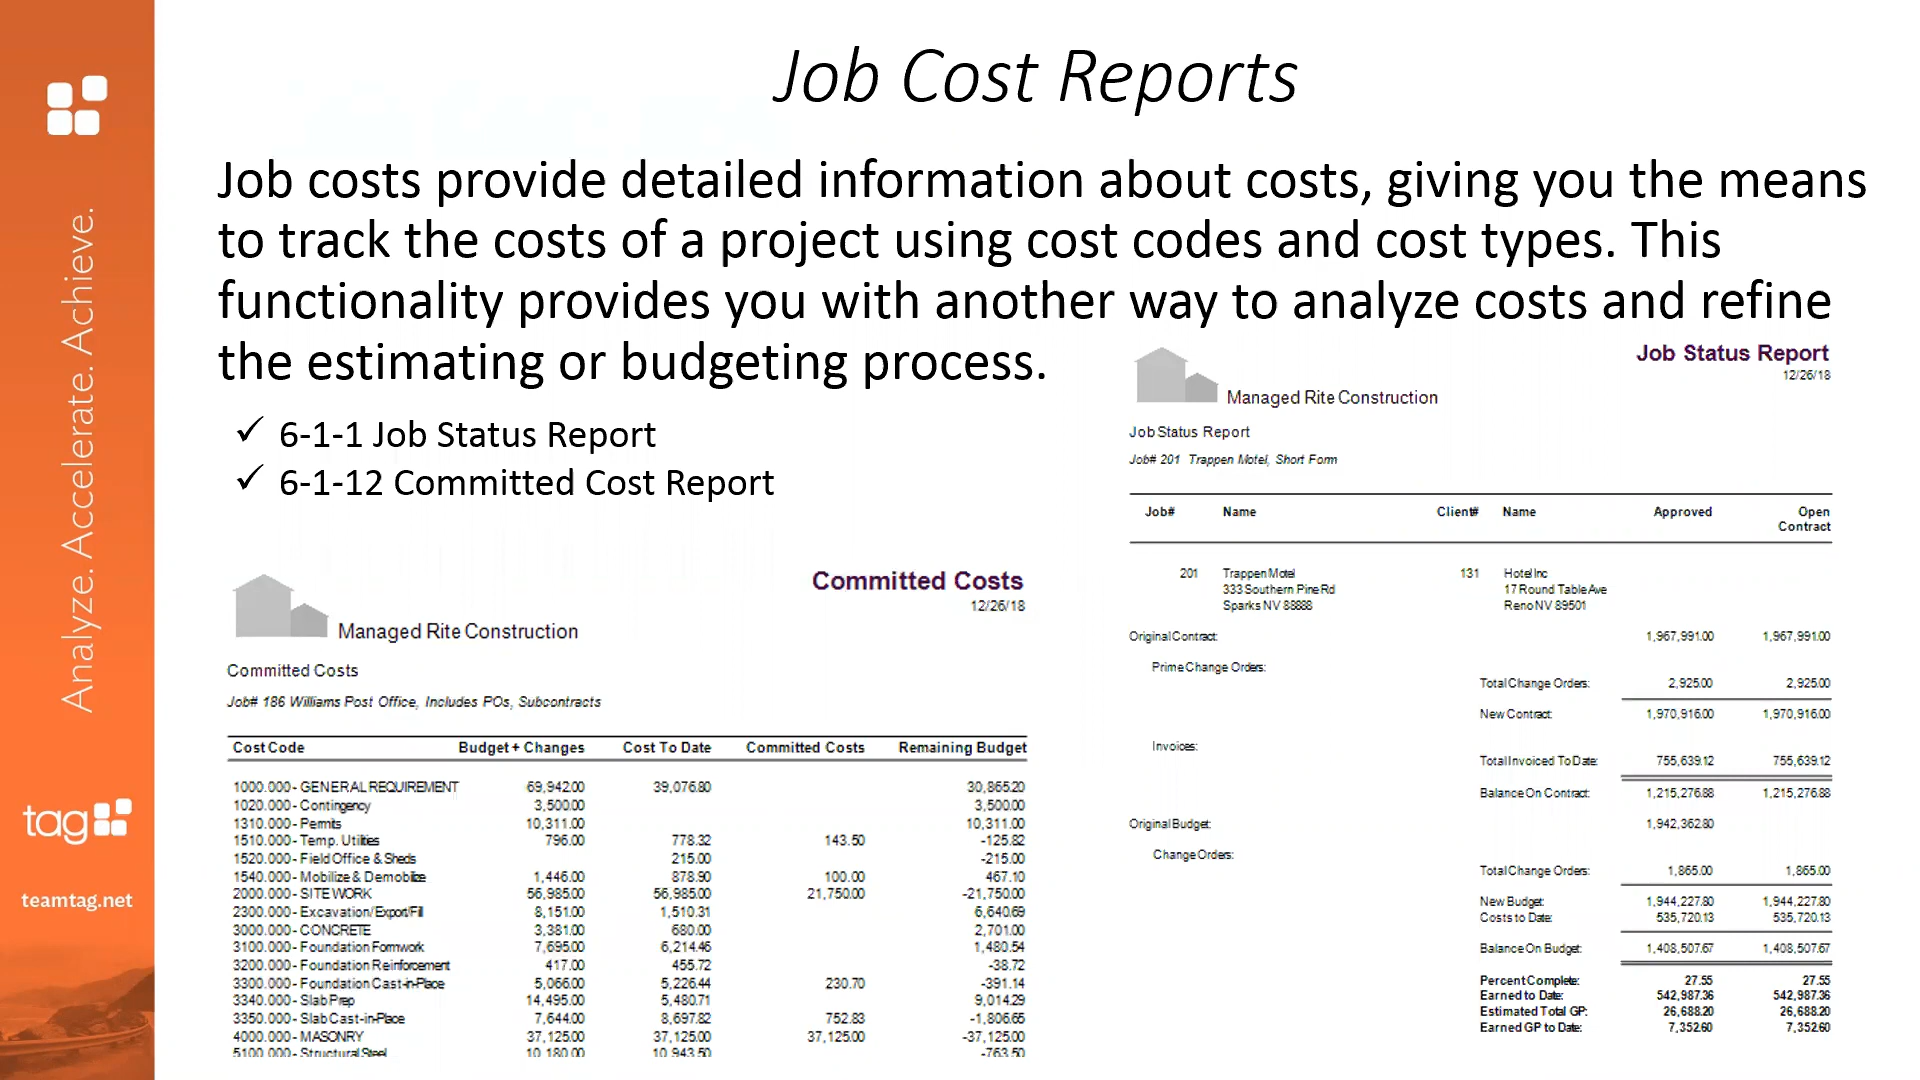 Job Cost Reports
Analyze. Accelerate. Achieve.
tag
teamtag.net
Job costs provide detailed information about costs, giving you the means
to track the costs of a project using cost codes and cost types. This
functionality provides you with another way to analyze costs and refine
the estimating or budgeting process.
✓ 6-1-1 Job Status Report
✓ 6-1-12 Committed Cost Report
Committed Costs
12/26/18
Managed Rite Construction
Committed Costs
Job# 186 Williams Post Office, Includes POs, Subcontracts
Cost Code Budget + Changes Cost To Date Committed Costs Remaining Budget
1000.000 - GENERAL REQUIREMENT 69,942.00 39,076.80 30,865.20
1020.000 - Contingency 3,500.00 3,500.00
1310.000 - Permits 10,311.00 10,311.00
1510.000 - Temp. Utilities 796.00 778.32 143.50 -125.82
1520.000 - Field Office & Sheds 215.00 -215.00
1540.000 - Mobilize & Demobilize 1,446.00 878.90 100.00 467.10
2000.000 - SITE WORK 56,985.00 56,985.00 21,750.00 -21,750.00
2300.000 - Excavation/Export/Fill 8,151.00 1,510.31 6,640.69
3000.000 - CONCRETE 3,381.00 680.00 2,701.00
3100.000 - Foundation Formwork 7,695.00 6,214.46 1,480.54
3200.000 - Foundation Reinforcement 417.00 455.72 -38.72
3300.000 - Foundation Cast-in-Place 5,066.00 5,226.44 230.70 -391.14
3340.000 - Slab Prep 14,495.00 5,480.71 9,014.29
3350.000 - Slab Cast-in-Place 7,644.00 8,697.82 752.83 -1,806.65
4000.000 - MASONRY 37,125.00 37,125.00 37,125.00 -37,125.00
5100.000 - Structural Steel 10,180.00 10,943.50 -763.50
Job Status Report
12/26/18
Managed Rite Construction
Job Status Report
Job# 201 Trappen Motel, Short Form
Job# Name Client# Name Approved Open
Contract
201 Trappen Motel 131 Hotel Inc
333 Southern Pine Rd 17 Round Table Ave
Sparks NV 88888 Reno NV 89501
Original Contract: 1,967,991.00 1,967,991.00
Prime Change Orders:
Total Change Orders: 2,925.00 2,925.00
New Contract: 1,970,916.00 1,970,916.00
Invoices:
Total Invoiced To Date: 755,639.12 755,639.12
Balance On Contract: 1,215,276.88 1,215,276.88
Original Budget: 1,942,362.80
Change Orders:
Total Change Orders: 1,865.00 1,865.00
New Budget: 1,944,227.80 1,944,227.80
Costs to Date: 535,720.13 535,720.13
Balance On Budget: 1,408,507.67 1,408,507.67
Percent Complete: 27.55 27.55
Earned to Date: 542,987.36 542,987.36
Estimated Total GP: 26,688.20 26,688.20
Earned GP to Date: 7,352.60 7,352.60